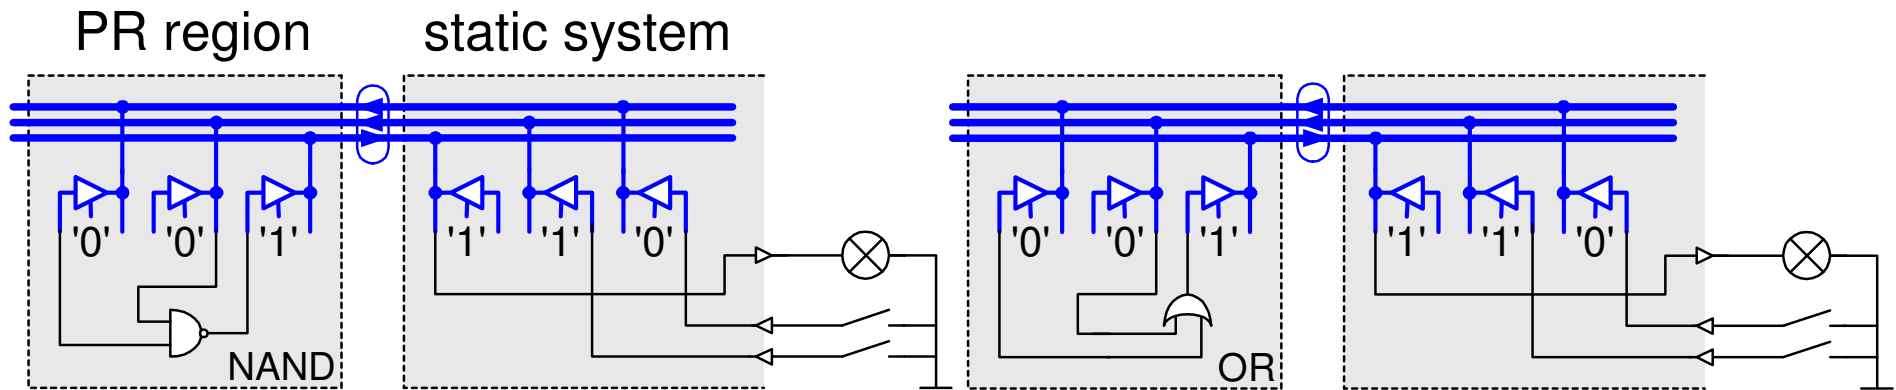 PR region static system
'0' '0' '1' '1' '1' '0' '0' '0' '1' '1' '1' '0'
NAND OR